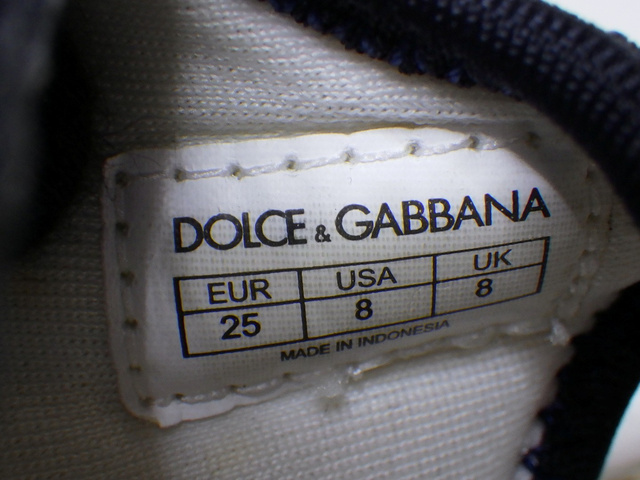 DOLCE & GABBANA
EUR USA UK
25 8 8
MADE IN INDONESIA